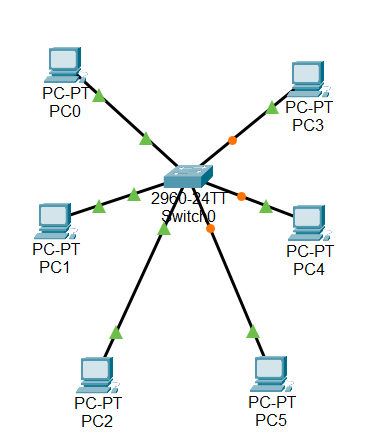 PC-PT
PC0
PC-PT
PC3
2960-24TT
Switch0
PC-PT
PC1
PC-PT
PC4
PC-PT
PC2
PC-PT
PC5